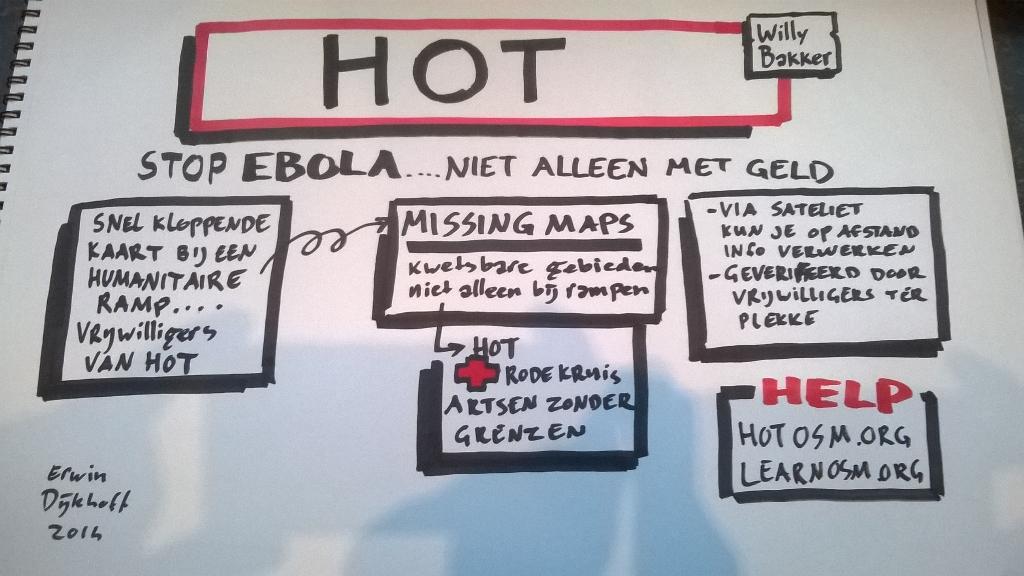 HOT
Willy
Bakker
STOP EBOLA....NIET ALLEEN MET GELD
SNEL KLOPPENDE
KAART BIJ EEN
HUMANITAIRE
RAMP....
Vrijwilligers
VAN HOT
MISSING MAPS
kwetsbare gebieden
niet alleen bij rampen
HOT
RODE KRUIS
ARTSEN ZONDER
GRENZEN
-VIA SATELIET
KUN JE OP AFSTAND
INFO VERWERKEN
-GEVERIFEERD DOOR
VRIJWILLIGERS TER
PLEKKE
HELP
HOTOSM.ORG
LEARNOSM.ORG
Erwin
Dijkhoff
2014